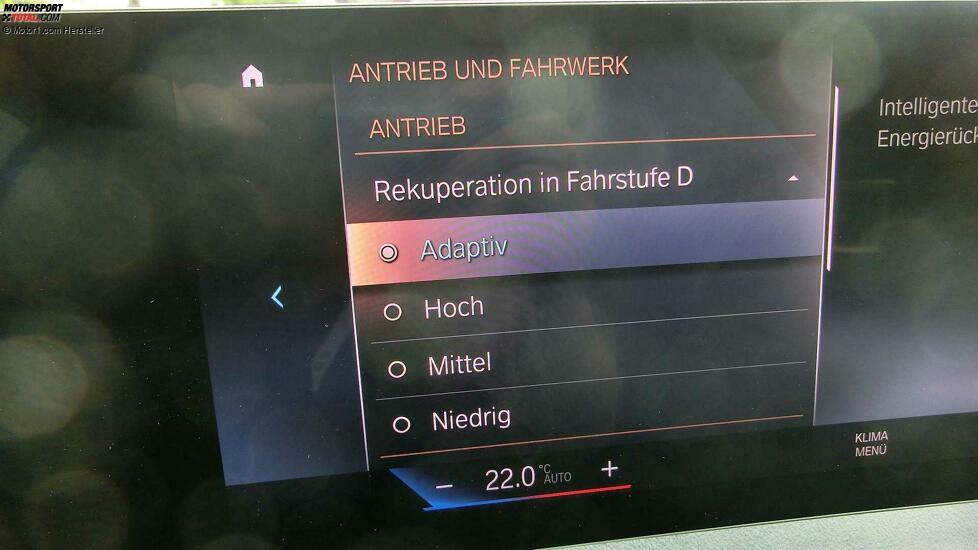 MOTORSPORT
TOTAL.COM
© Motor1.com Hersteller
ANTRIEB UND FAHRWERK
ANTRIEB
Rekuperation in Fahrstufe D
Adaptiv
Hoch
Mittel
Niedrig
Intelligente
Energierück
KLIMA
MENÜ
− 22.0 °C AUTO +